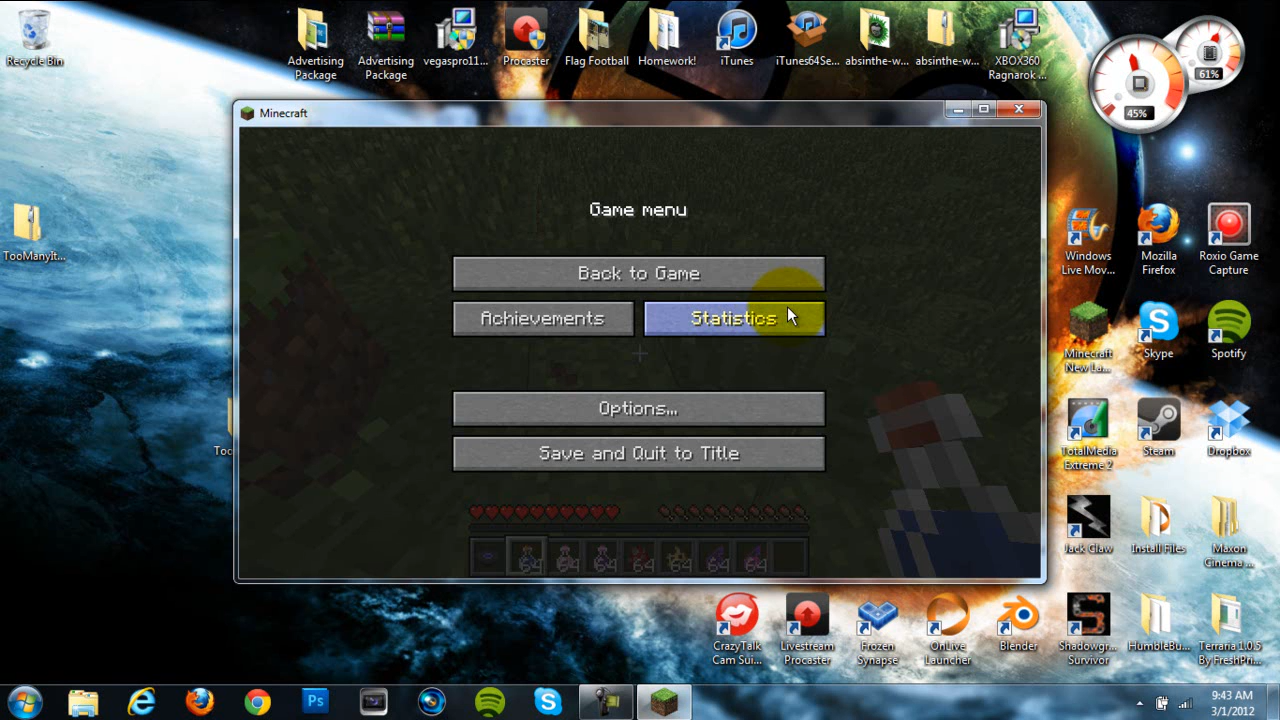 Recycle Bin
Advertising
Package
Advertising
Package
vegaspro11...
Procaster
Flag Football
Homework!
iTunes
iTunes64Se...
absinthe-w...
absinthe-w...
XBOX360
Ragnarok ...
61%
45%
Minecraft
TooManyIt...
Game menu
Back to Game
Achievements
Statistics
Options...
Save and Quit to Title
64
64
64
64
64
64
64
Windows
Live Mov...
Mozilla
Firefox
Roxio Game
Capture
Minecraft
New La...
Skype
Spotify
TotalMedia
Extreme 2
Steam
Dropbox
Jack Claw
Install Files
Maxon
Cinema ...
CrazyTalk
Cam Sui...
Livestream
Procaster
Frozen
Synapse
OnLive
Launcher
Blender
Shadowgr...
Survivor
HumbleBu...
Terraria 1.0.5
By FreshPri...
Ps
9:43 AM
3/1/2012